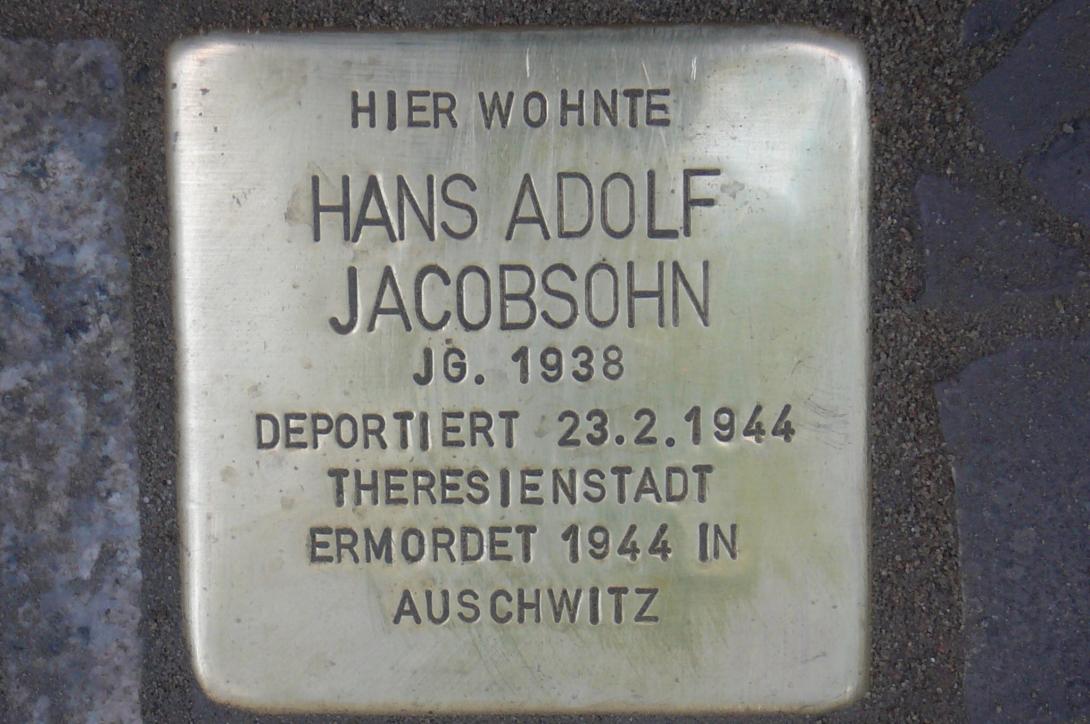 HIER WOHNTE
HANS ADOLF
JACOBSOHN
JG. 1938
DEPORTIERT 23.2.1944
THERESIENSTADT
ERMORDET 1944 IN
AUSCHWITZ